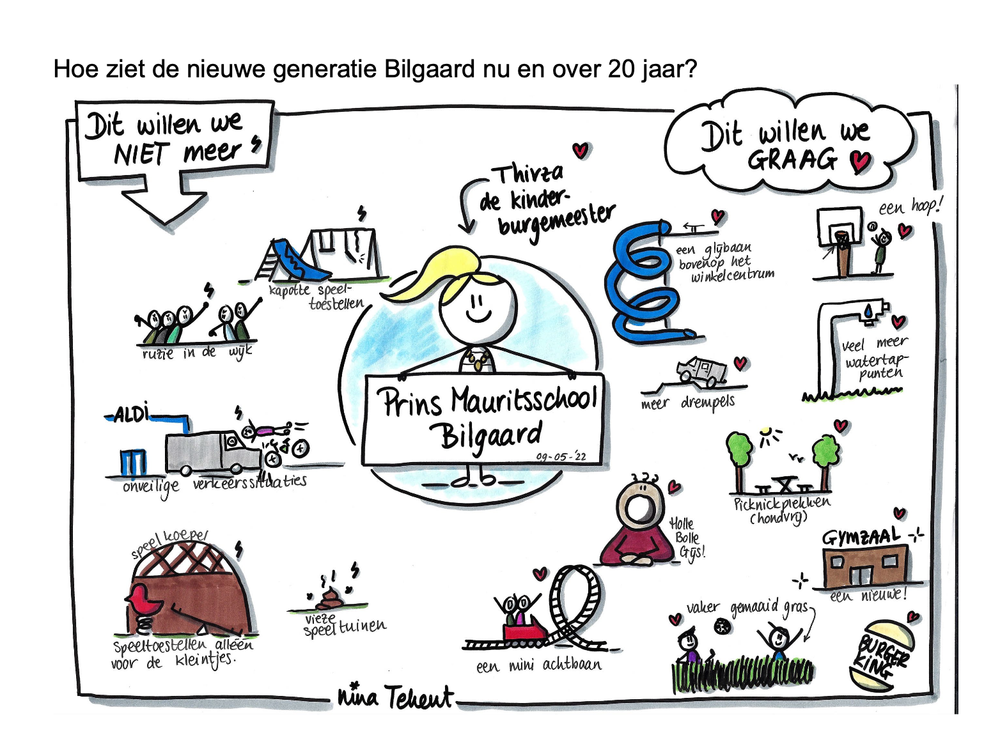 Hoe ziet de nieuwe generatie Bilgaard nu en over 20 jaar?
Dit willen we
NIET meer
Dit willen we
GRAAG
Thirza
de kinder-
burgemeester
kapotte speel-
toestellen
ruzie in de wijk
ALDi
onveilige verkeerssituaties
speelkoepel
Speeltoestellen alléén
voor de kleintjes.
vieze
speeltuinen
Prins Mauritsschool
Bilgaard
09-05-'22
een glijbaan
bovenop het
winkelcentrum
een hoop!
veel meer
watertap-
punten
meer drempels
Picknickplekken
(hondvrij)
Holle
Bolle
Gijs!
GYMZAAL
een nieuwe!
een mini achtbaan
vaker gemaaid gras
BURGER
KING
Nina Tekent